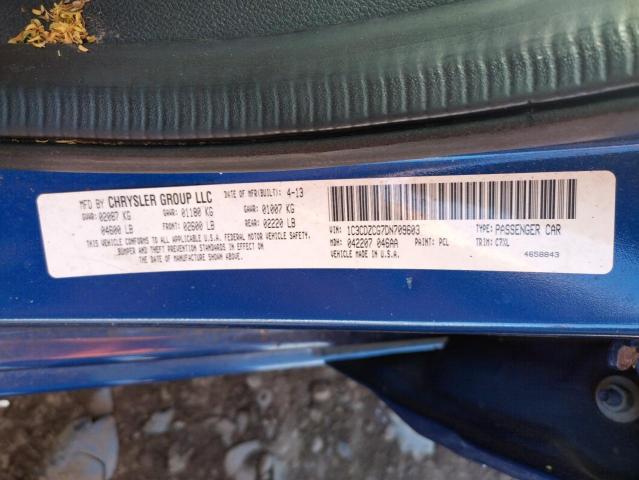 MFD BY CHRYSLER GROUP LLC DATE OF MFR(BUILT): 4-13
GVWR: 02087 KG GAWR: 01180 KG GAWR: 01007 KG
04600 LB FRONT: 02600 LB REAR: 02220 LB
THIS VEHICLE CONFORMS TO ALL APPLICABLE U.S.A. FEDERAL MOTOR VEHICLE SAFETY,
BUMPER AND THEFT PREVENTION STANDARDS IN EFFECT ON
THE DATE OF MANUFACTURE SHOWN ABOVE.
VIN: 1C3CDZCG7DN709603 TYPE: PASSENGER CAR
MDH: 042207 046AA PAINT: PCL TRIM: C7XL
VEHICLE MADE IN U.S.A. 4658843